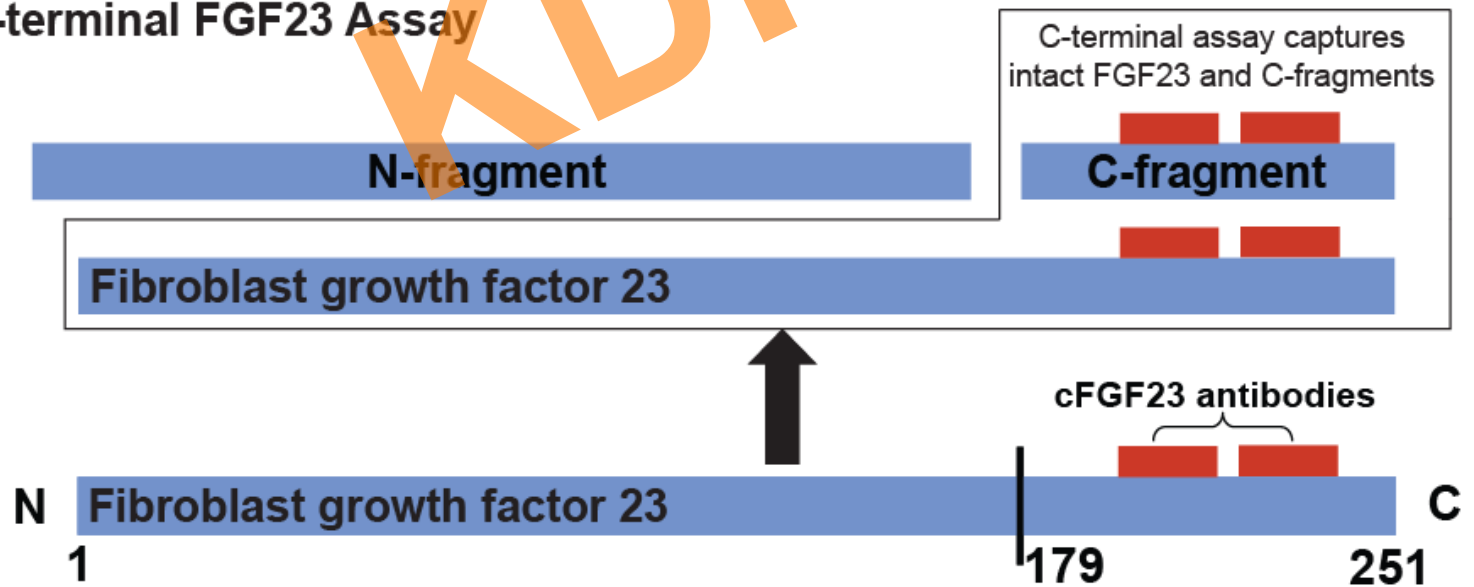 -terminal FGF23 Assay
C-terminal assay captures
intact FGF23 and C-fragments
N-fragment
C-fragment
Fibroblast growth factor 23
cFGF23 antibodies
N
Fibroblast growth factor 23
C
1
179
251